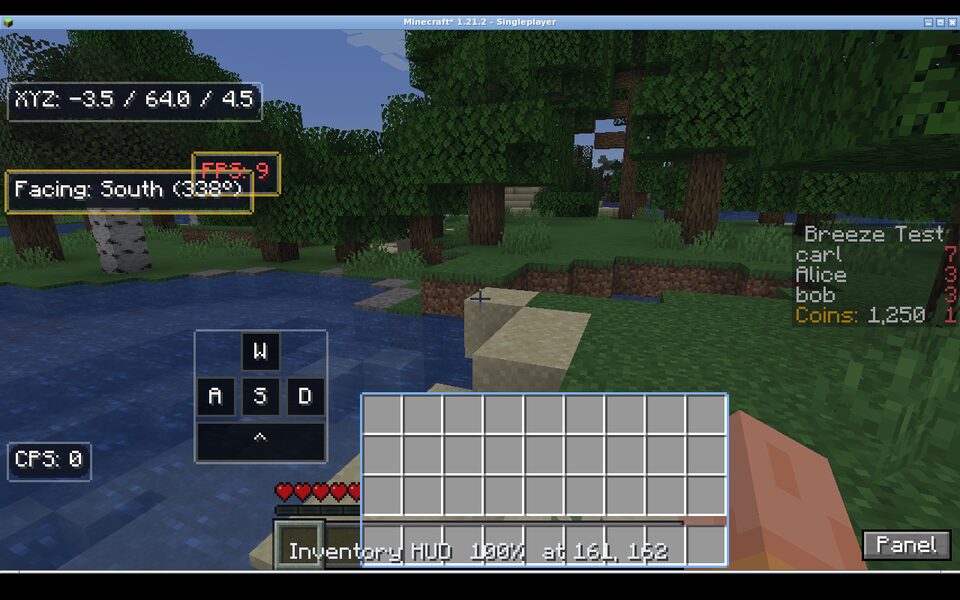 Minecraft* 1.21.2 - Singleplayer
XYZ: -3.5 / 64.0 / 4.5
FPS: 9
Facing: South (338°)
Breeze Test
carl 7
Alice 3
bob 3
Coins: 1,250 1
W
A S D
^
CPS: 0
Inventory HUD 100% at 161, 162
Panel